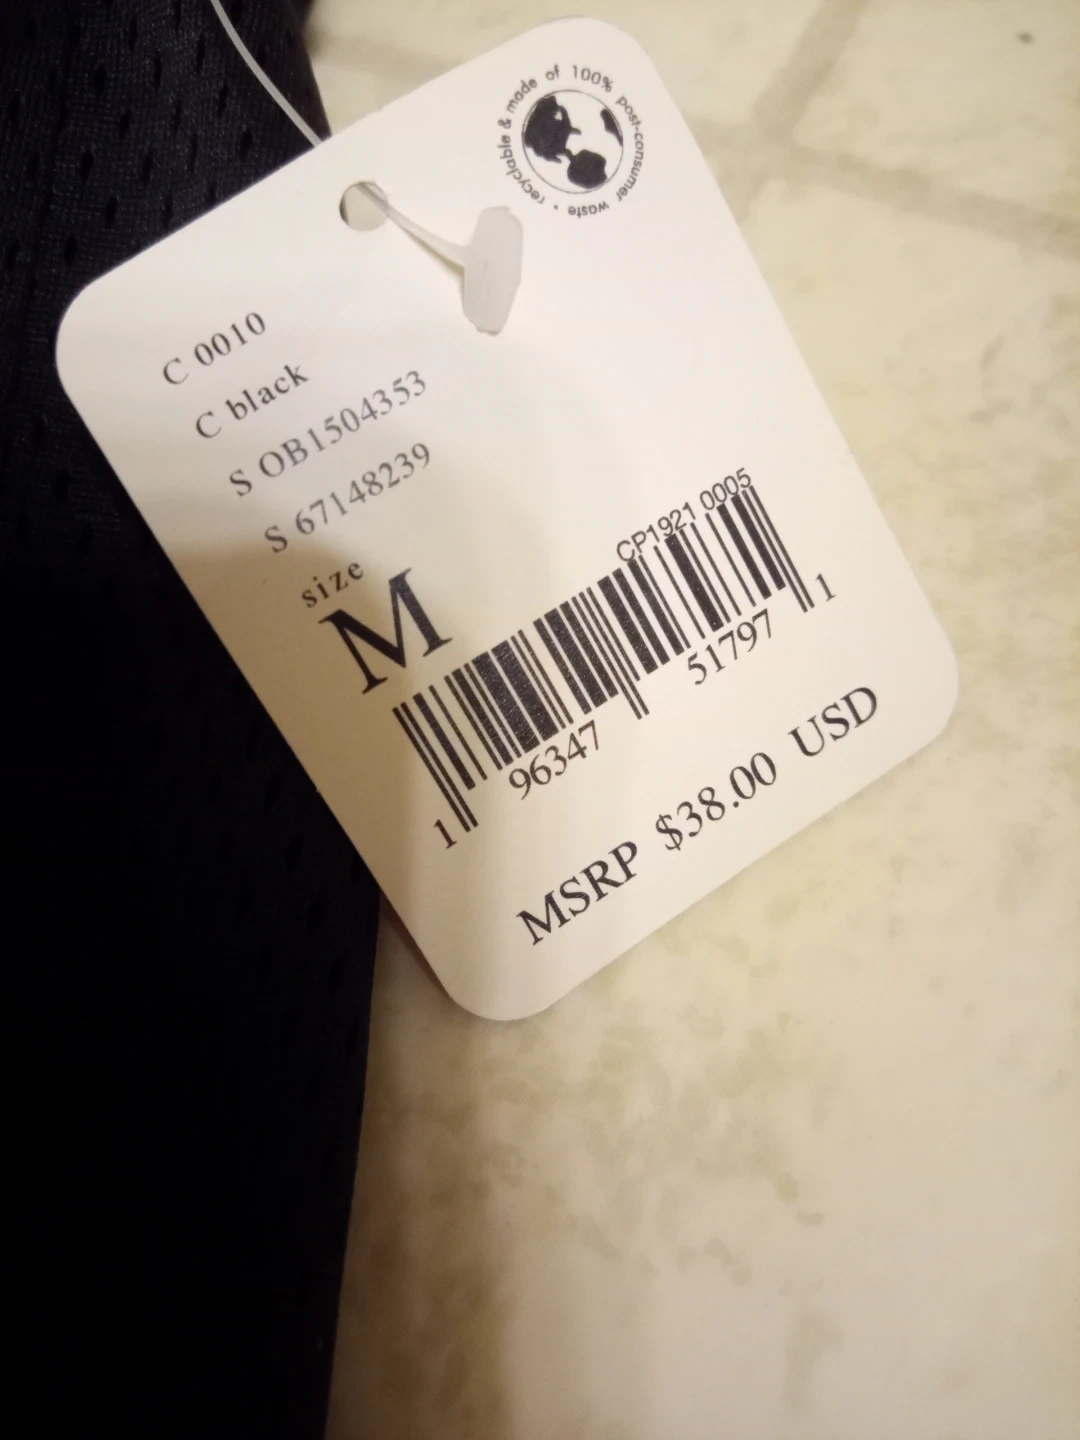 recyclable & made of 100% post-consumer waste •
C 0010
C black
S OB1504353
S 67148239
size
M
CP1921 0005
1 96347 51797 1
MSRP $38.00 USD